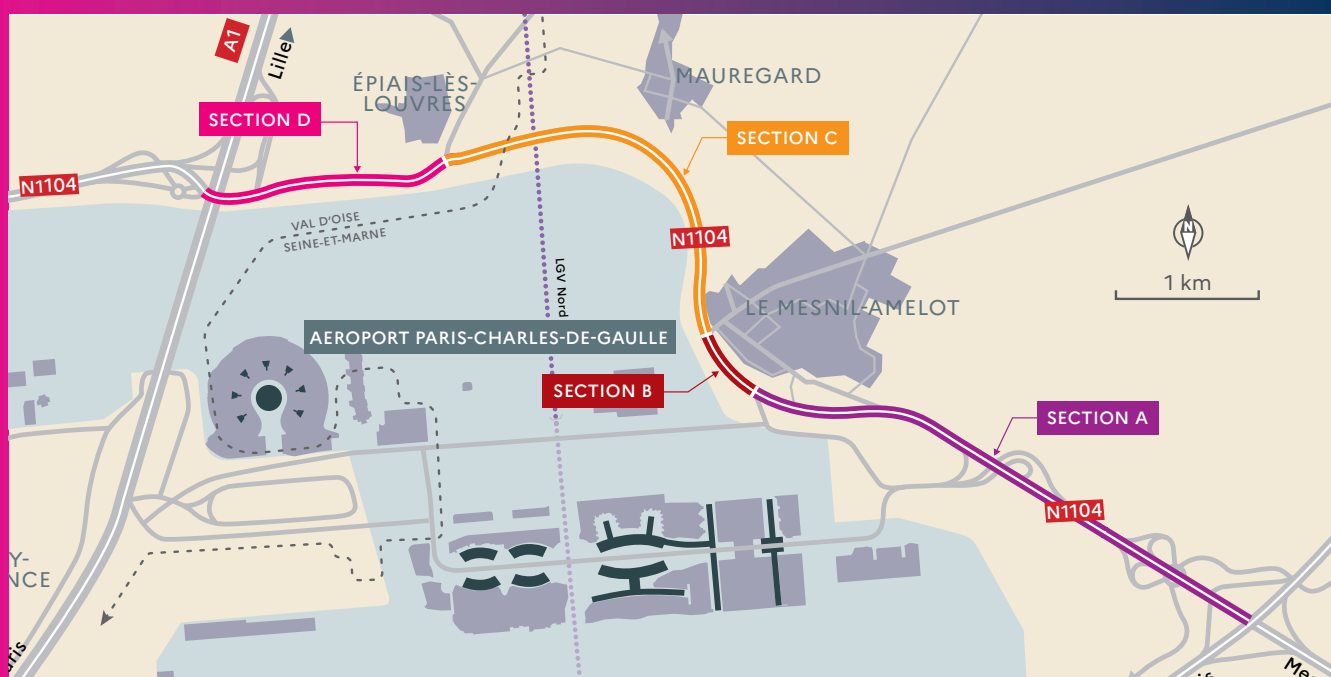 A1
Lille
ÉPIAIS-LÈS-
LOUVRES
MAUREGARD
SECTION D
SECTION C
N1104
VAL D'OISE
SEINE-ET-MARNE
N1104
N
1 km
LGV Nord
LE MESNIL-AMELOT
AEROPORT PARIS-CHARLES-DE-GAULLE
SECTION B
SECTION A
N1104
Y-
NCE